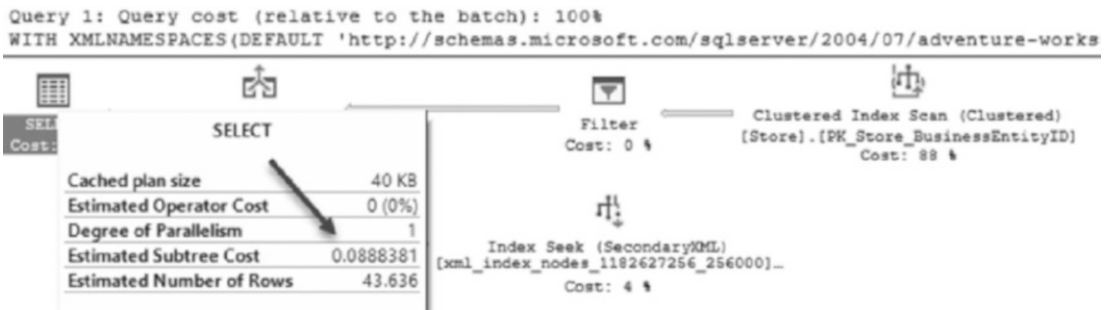 Query 1: Query cost (relative to the batch): 100%
WITH XMLNAMESPACES(DEFAULT 'http://schemas.microsoft.com/sqlserver/2004/07/adventure-works
SELECT
Cached plan size 40 KB
Estimated Operator Cost 0 (0%)
Degree of Parallelism 1
Estimated Subtree Cost 0.0888381
Estimated Number of Rows 43.636
Cost:
Filter
Cost: 0 %
Clustered Index Scan (Clustered)
[Store].[PK_Store_BusinessEntityID]
Cost: 88 %
Index Seek (SecondaryXML)
[xml_index_nodes_1182627256_256000]…
Cost: 4 %